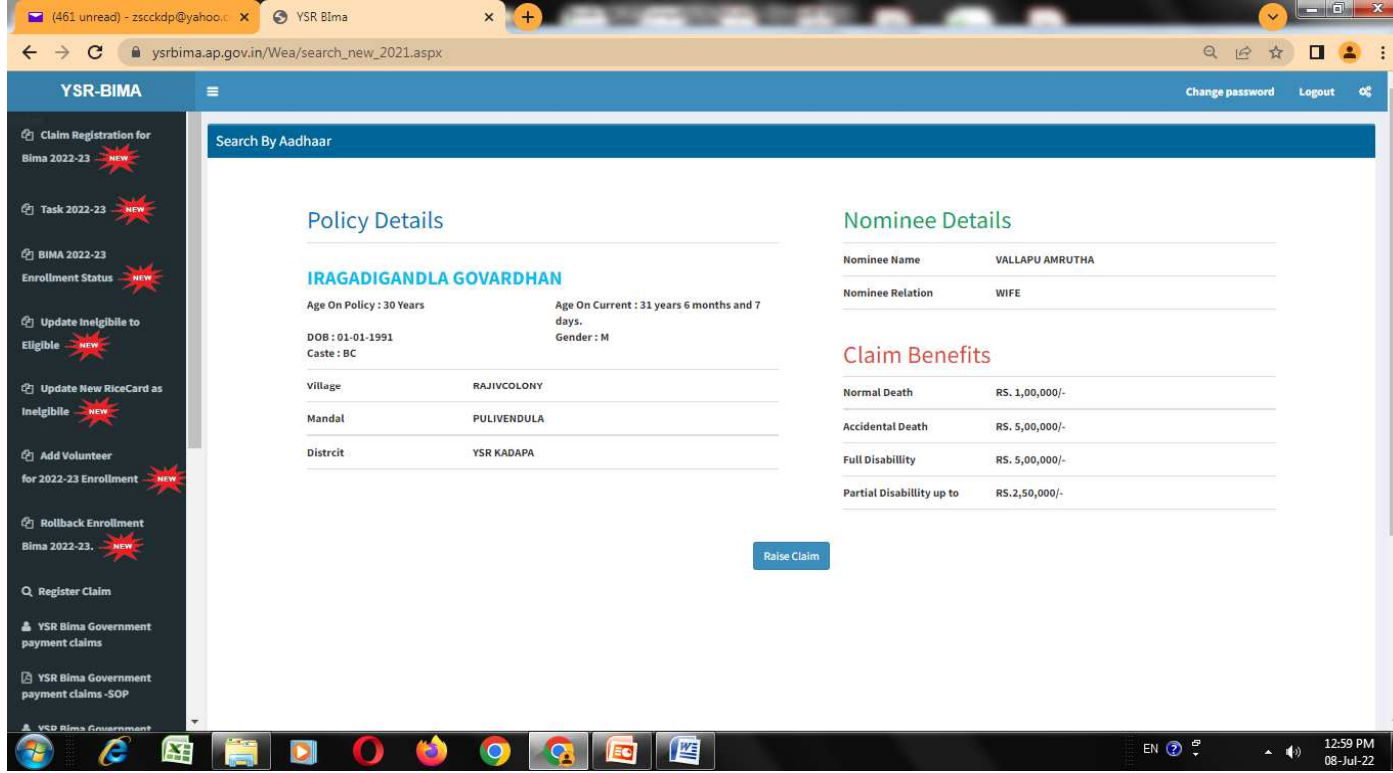 (461 unread) - zscckdp@yahoo.c
YSR BIma
ysrbima.ap.gov.in/Wea/search_new_2021.aspx
YSR-BIMA
Change password
Logout
Claim Registration for
Bima 2022-23 NEW
Task 2022-23 NEW
BIMA 2022-23
Enrollment Status NEW
Update Inelgibile to
Eligible NEW
Update New RiceCard as
Inelgibile NEW
Add Volunteer
for 2022-23 Enrollment NEW
Rollback Enrollment
Bima 2022-23. NEW
Register Claim
YSR Bima Government
payment claims
YSR Bima Government
payment claims -SOP
YSR Bima Government
Search By Aadhaar
Policy Details
IRAGADIGANDLA GOVARDHAN
Age On Policy : 30 Years
Age On Current : 31 years 6 months and 7
days.
DOB : 01-01-1991
Gender : M
Caste : BC
Village RAJIVCOLONY
Mandal PULIVENDULA
Distrcit YSR KADAPA
Nominee Details
Nominee Name VALLAPU AMRUTHA
Nominee Relation WIFE
Claim Benefits
Normal Death RS. 1,00,000/-
Accidental Death RS. 5,00,000/-
Full Disabillity RS. 5,00,000/-
Partial Disabillity up to RS.2,50,000/-
Raise Claim
EN
12:59 PM
08-Jul-22